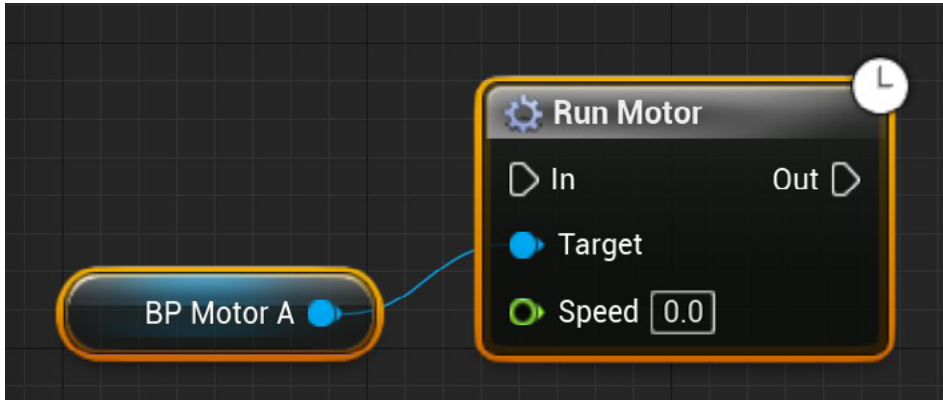 Run Motor
In
Out
Target
BP Motor A
Speed 0.0